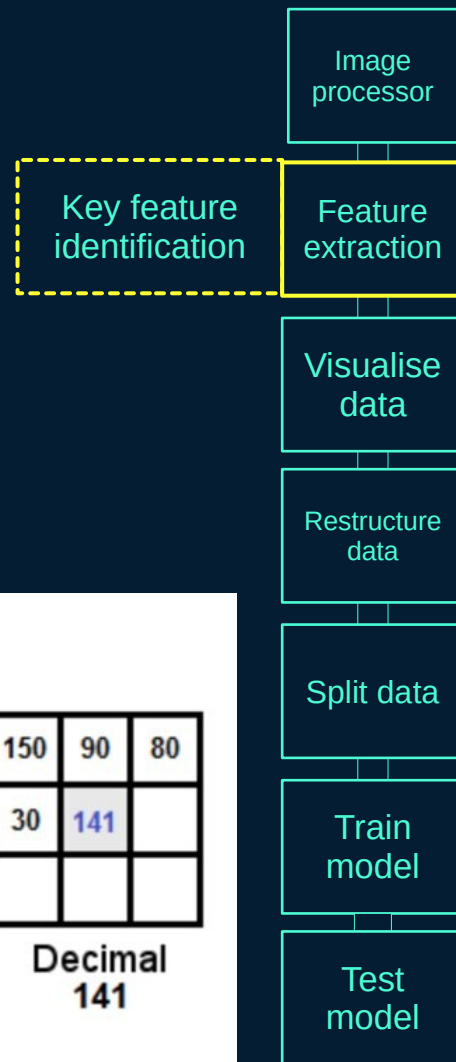 Image
processor
Key feature
identification
Feature
extraction
Visualise
data
Restructure
data
Split data
150 90 80
30 141
Decimal
141
Train
model
Test
model